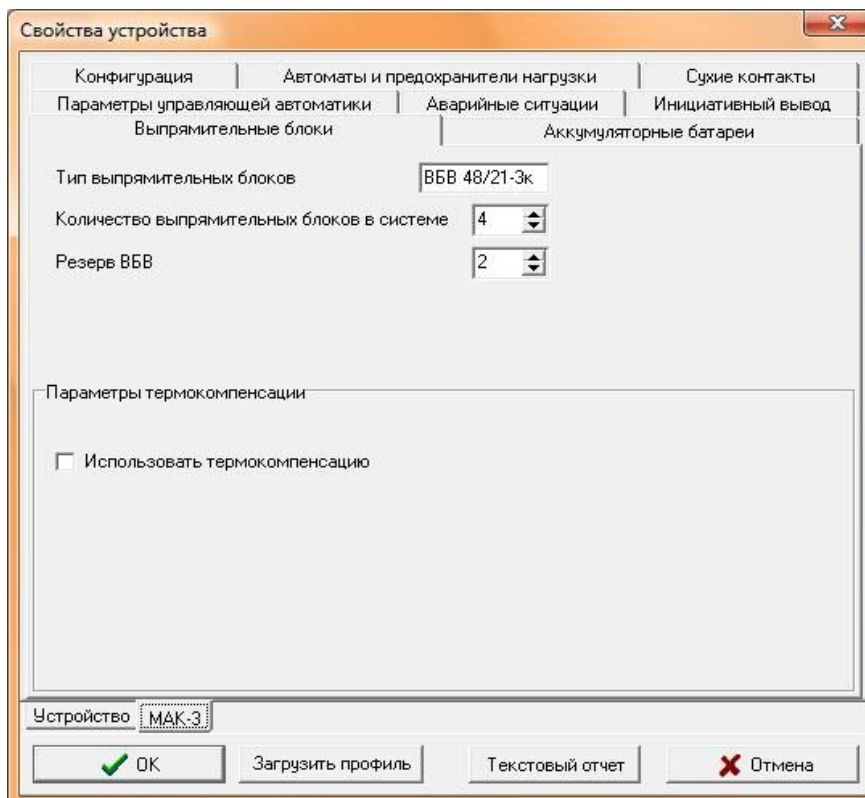 Свойства устройства
Конфигурация Автоматы и предохранители нагрузки Сухие контакты
Параметры управляющей автоматики Аварийные ситуации Инициативный вывод
Выпрямительные блоки Аккумуляторные батареи
Тип выпрямительных блоков ВБВ 48/21-3к
Количество выпрямительных блоков в системе 4
Резерв ВБВ 2
Параметры термокомпенсации
Использовать термокомпенсацию
Устройство МАК-3
ОК Загрузить профиль Текстовый отчет Отмена